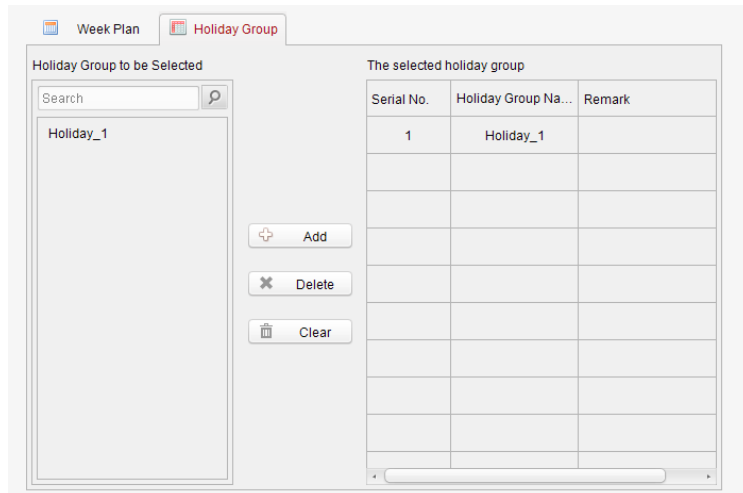 Week Plan
Holiday Group
Holiday Group to be Selected
Search
Holiday_1
Add
Delete
Clear
The selected holiday group
Serial No. Holiday Group Na... Remark
1 Holiday_1